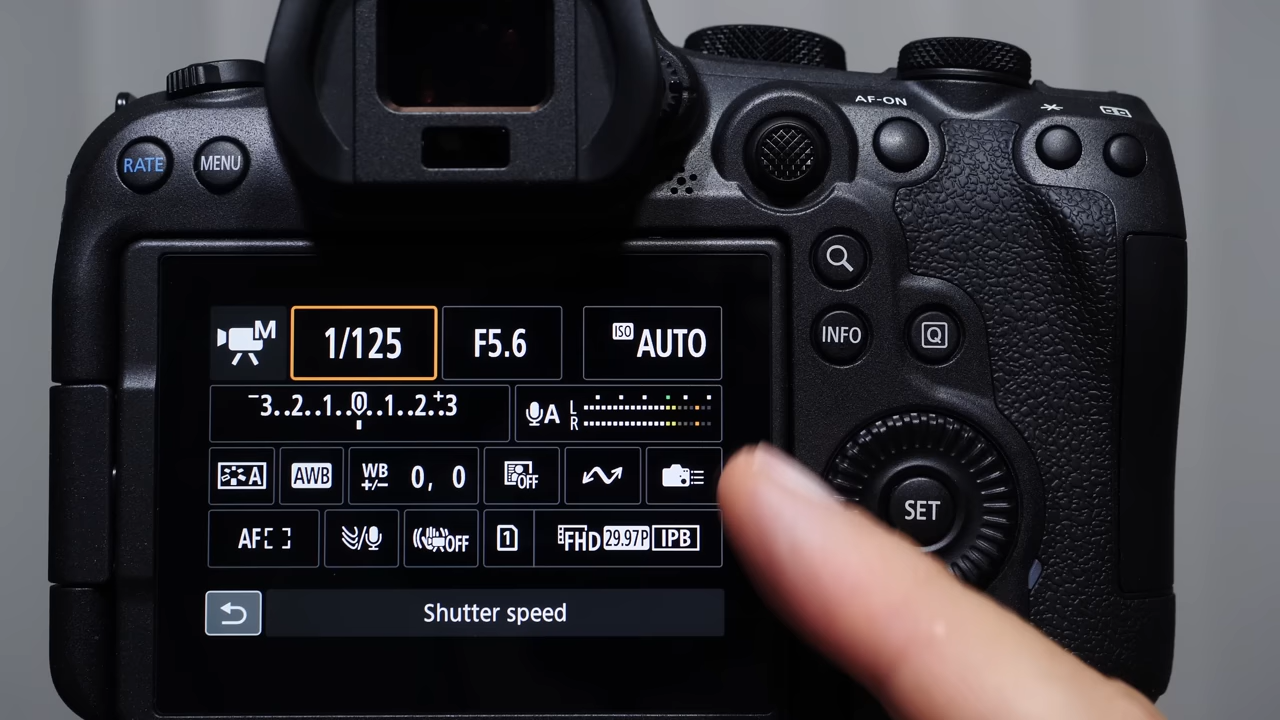 AF-ON
RATE MENU
INFO Q
M 1/125 F5.6 ISO AUTO
-3..2..1..0..1..2..+3 A L R
A AWB WB +/- 0, 0 OFF
AF[ ] OFF 1 FHD 29.97P IPB
SET
Shutter speed